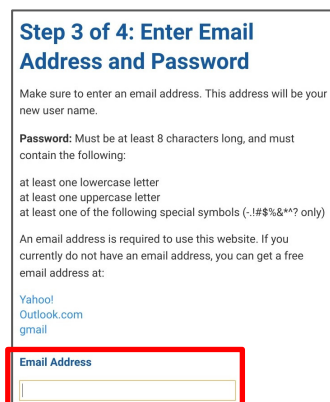 Step 3 of 4: Enter Email
Address and Password
Make sure to enter an email address. This address will be your
new user name.
Password: Must be at least 8 characters long, and must
contain the following:
at least one lowercase letter
at least one uppercase letter
at least one of the following special symbols (-.!#$%&*^? only)
An email address is required to use this website. If you
currently do not have an email address, you can get a free
email address at:
Yahoo!
Outlook.com
gmail
Email Address